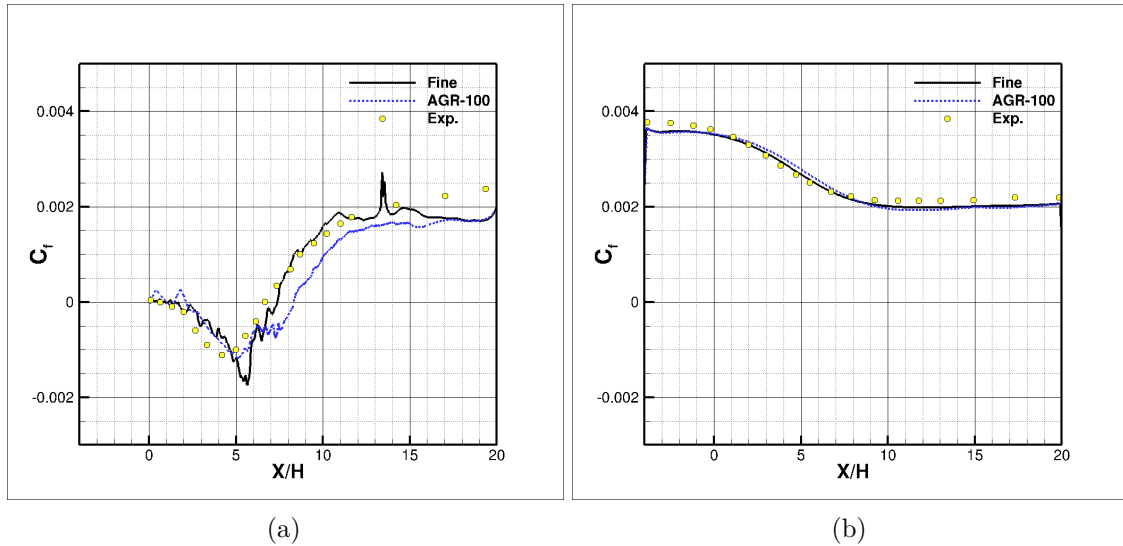 Fine
AGR-100
Exp.
0.004
0.002
0
-0.002
C_f
0 5 10 15 20
X/H
(a)
Fine
AGR-100
Exp.
0.004
0.002
0
-0.002
C_f
0 5 10 15 20
X/H
(b)